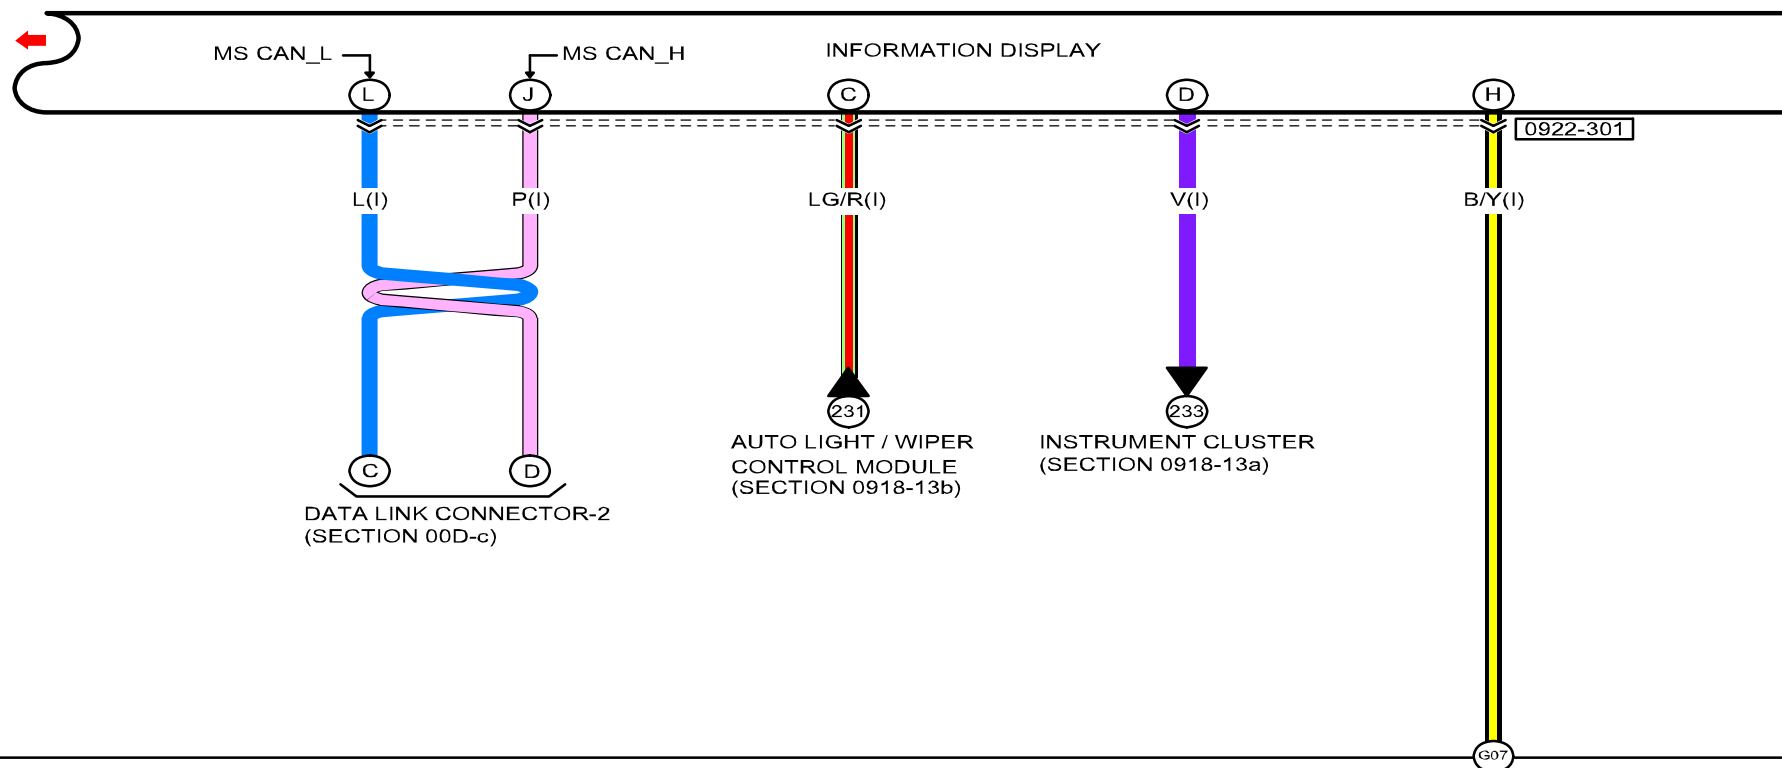 MS CAN_L
MS CAN_H
INFORMATION DISPLAY
L
J
C
D
H
0922-301
L(I)
P(I)
LG/R(I)
V(I)
B/Y(I)
231
233
AUTO LIGHT / WIPER
CONTROL MODULE
(SECTION 0918-13b)
INSTRUMENT CLUSTER
(SECTION 0918-13a)
C
D
DATA LINK CONNECTOR-2
(SECTION 00D-c)
G07